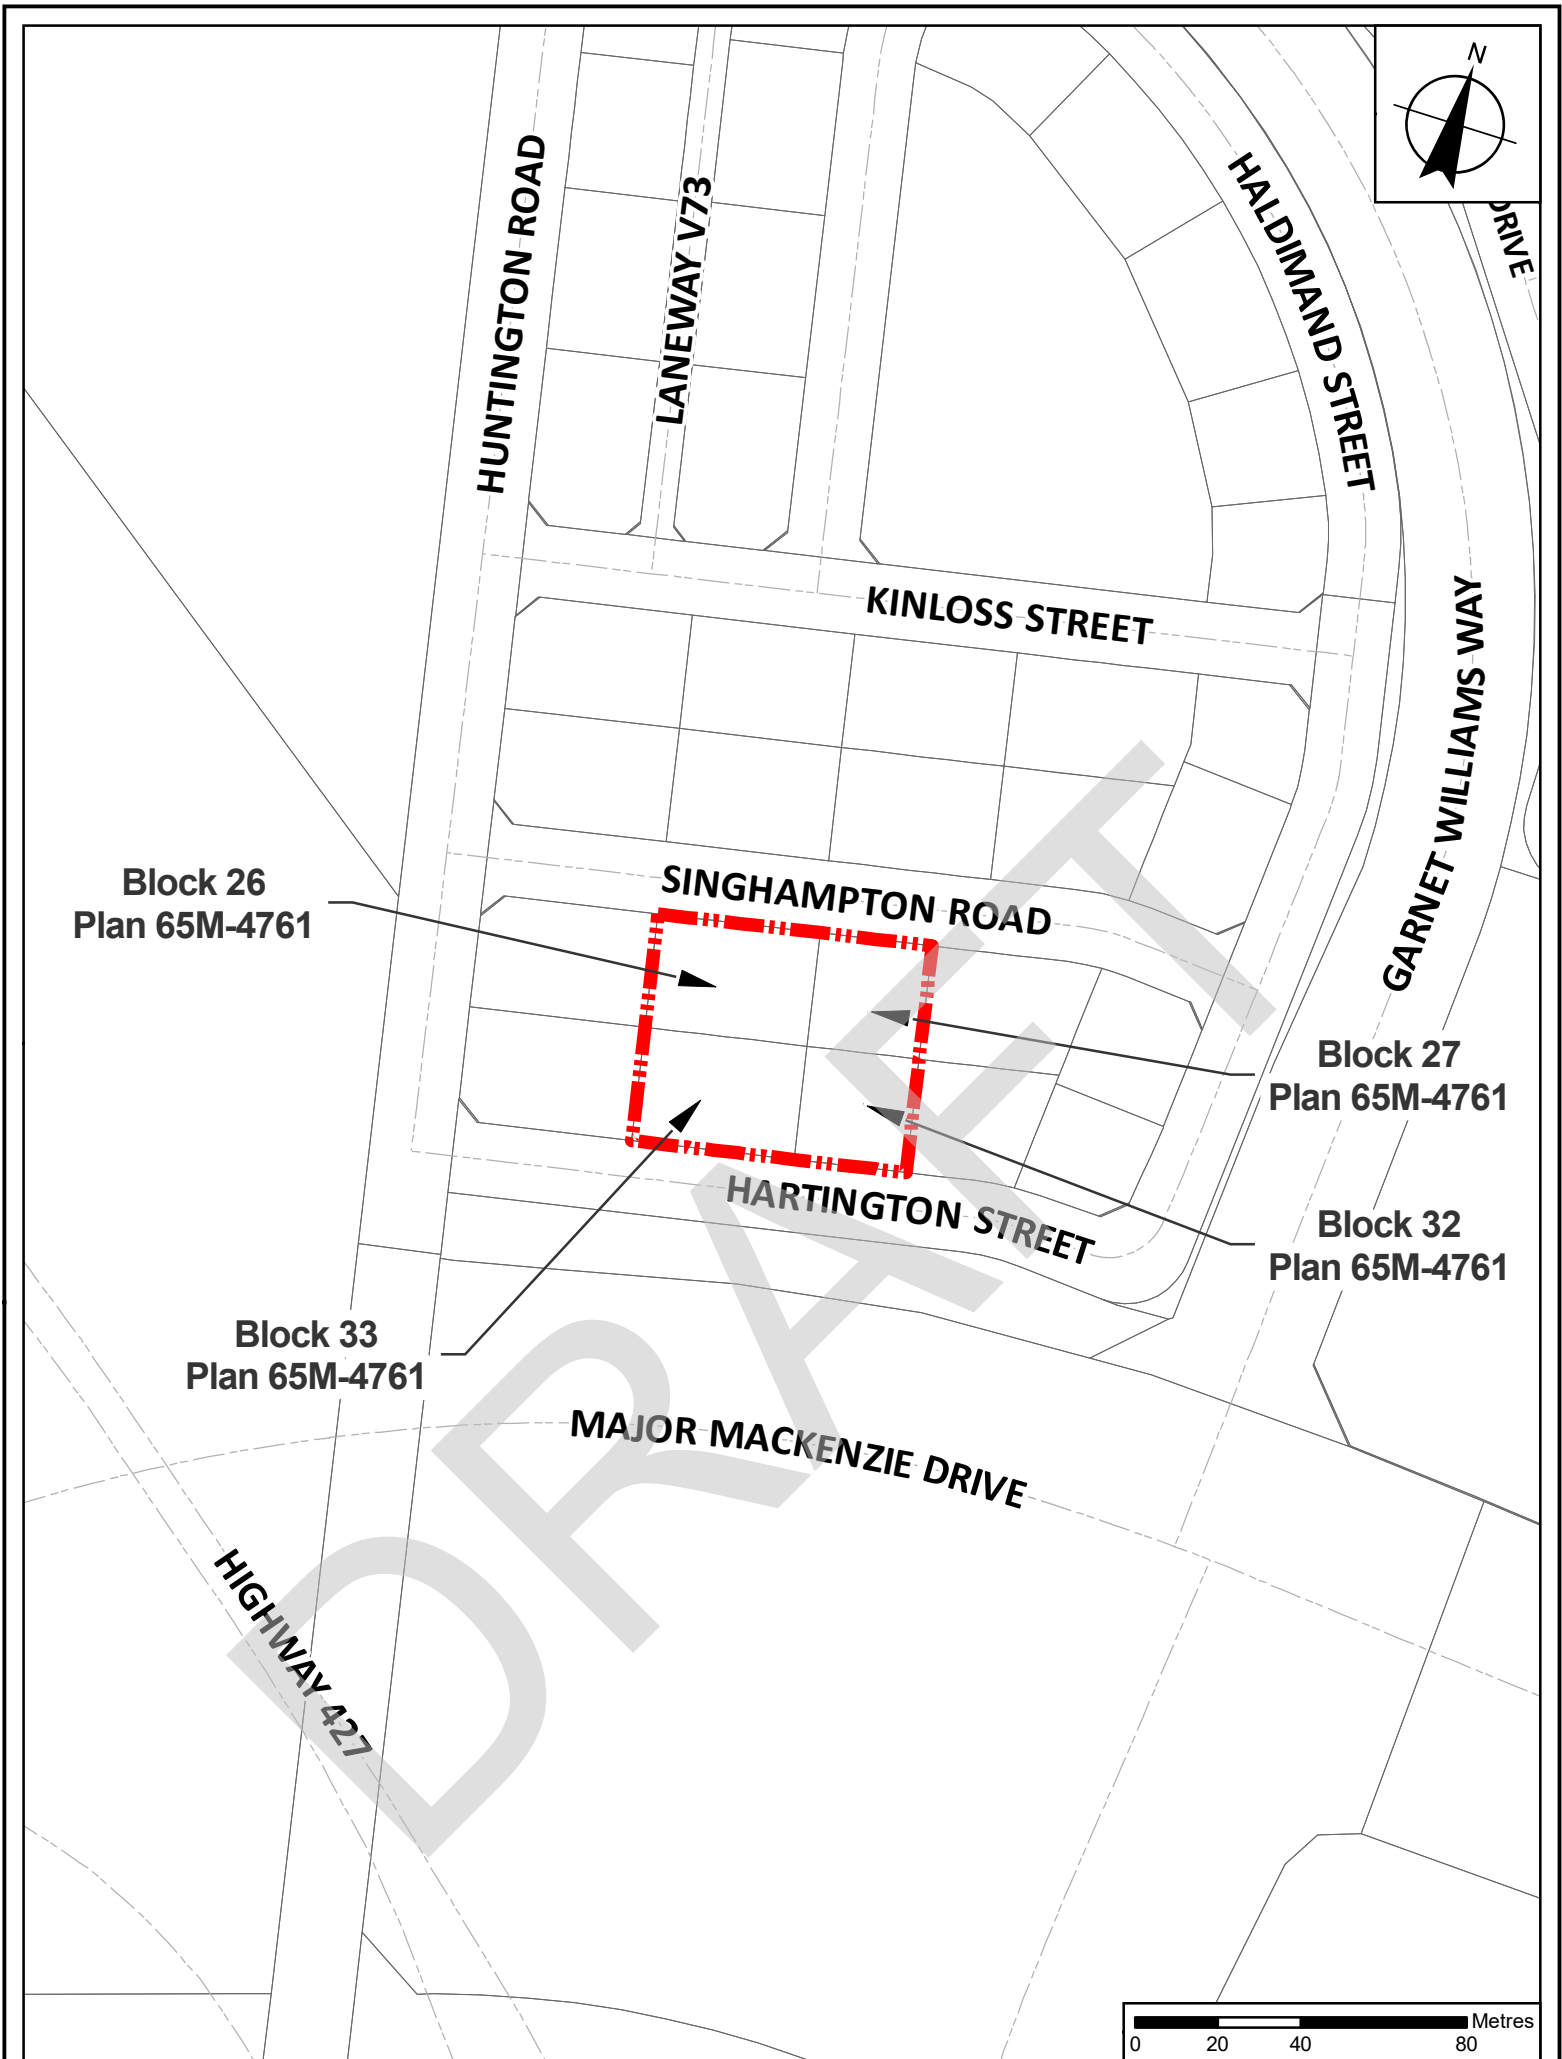 N
HUNTINGTON ROAD
LANEWAY V73
HALDIMAND STREET
DRIVE
KINLOSS STREET
GARNET WILLIAMS WAY
SINGHAMPTON ROAD
Block 26
Plan 65M-4761
Block 27
Plan 65M-4761
HARTINGTON STREET
Block 32
Plan 65M-4761
Block 33
Plan 65M-4761
MAJOR MACKENZIE DRIVE
HIGHWAY 427
DRAFT
Metres
0 20 40 80